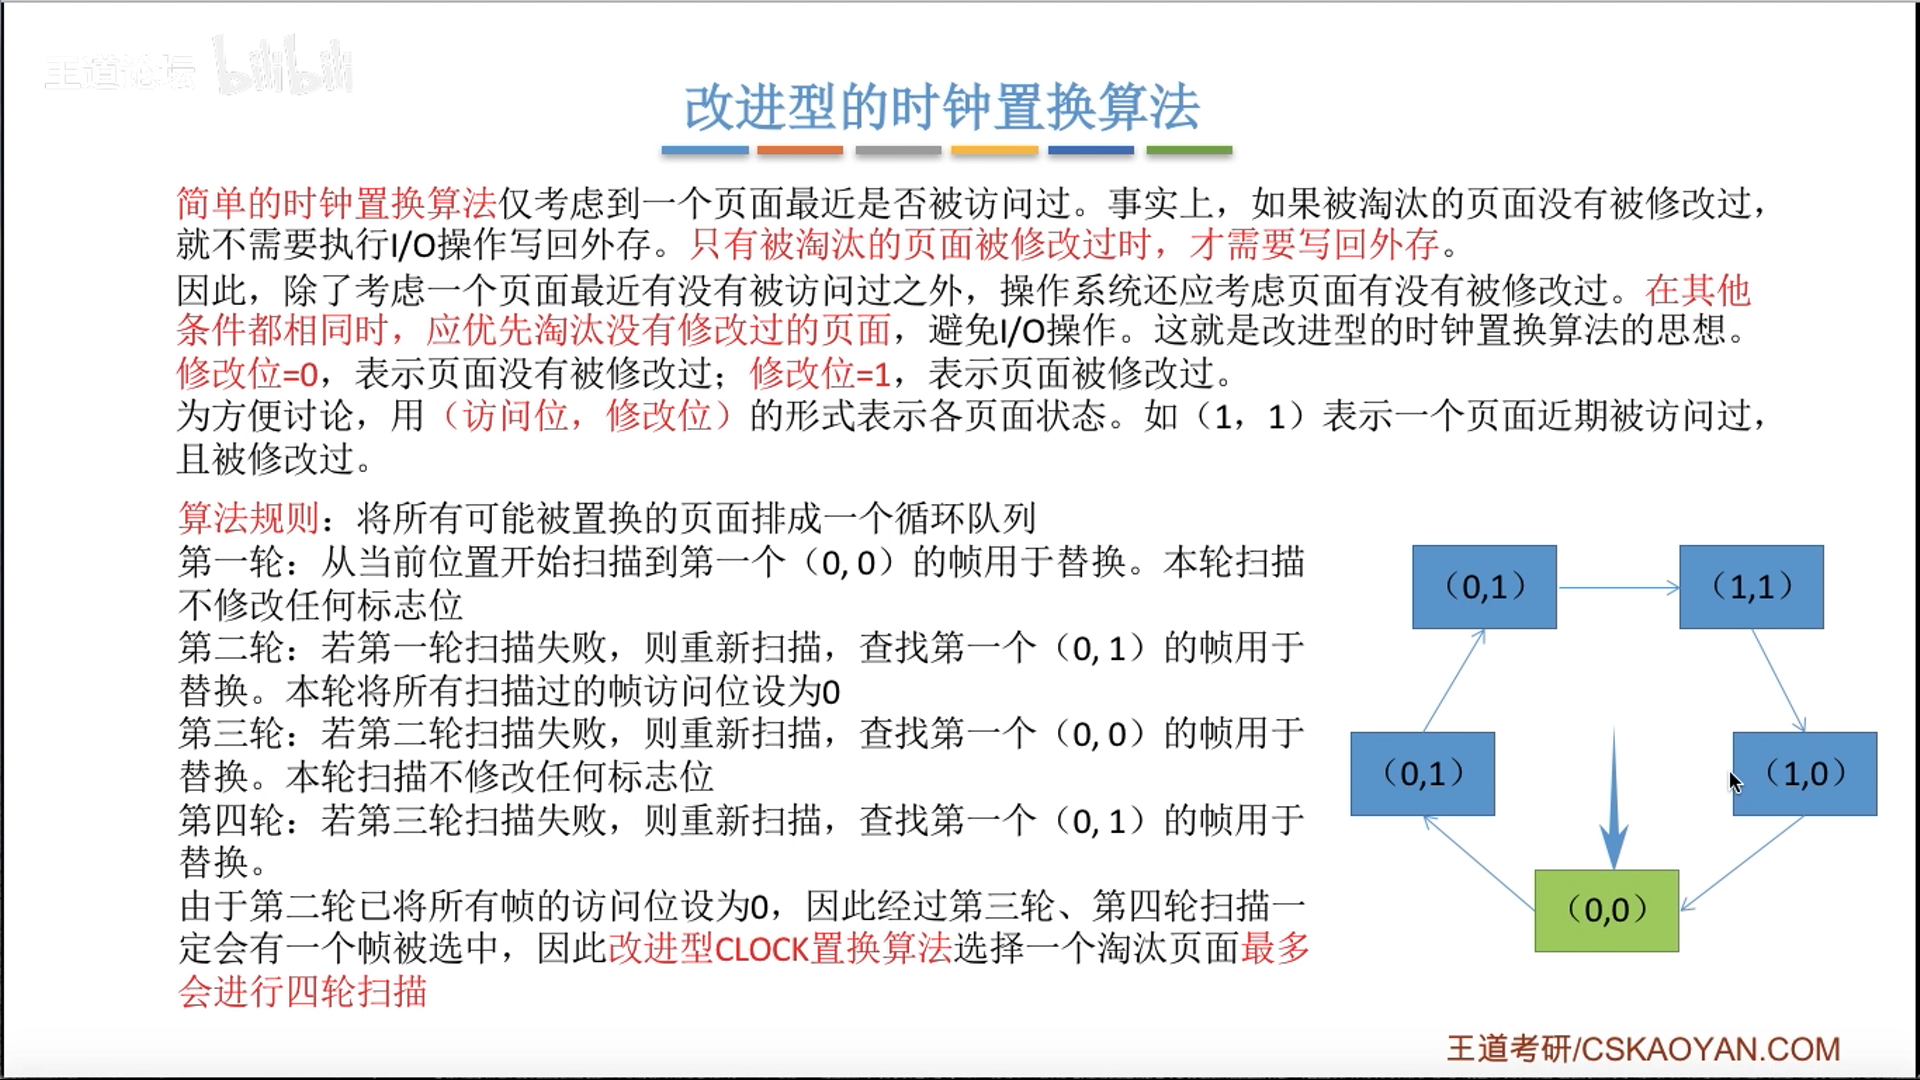 王道论坛 bilibili
改进型的时钟置换算法
简单的时钟置换算法仅考虑到一个页面最近是否被访问过。事实上，如果被淘汰的页面没有被修改过，
就不需要执行I/O操作写回外存。只有被淘汰的页面被修改过时，才需要写回外存。
因此，除了考虑一个页面最近有没有被访问过之外，操作系统还应考虑页面有没有被修改过。在其他
条件都相同时，应优先淘汰没有修改过的页面，避免I/O操作。这就是改进型的时钟置换算法的思想。
修改位=0，表示页面没有被修改过；修改位=1，表示页面被修改过。
为方便讨论，用（访问位，修改位）的形式表示各页面状态。如（1，1）表示一个页面近期被访问过，
且被修改过。
算法规则：将所有可能被置换的页面排成一个循环队列
第一轮：从当前位置开始扫描到第一个（0, 0）的帧用于替换。本轮扫描
不修改任何标志位
第二轮：若第一轮扫描失败，则重新扫描，查找第一个（0, 1）的帧用于
替换。本轮将所有扫描过的帧访问位设为0
第三轮：若第二轮扫描失败，则重新扫描，查找第一个（0, 0）的帧用于
替换。本轮扫描不修改任何标志位
第四轮：若第三轮扫描失败，则重新扫描，查找第一个（0, 1）的帧用于
替换。
由于第二轮已将所有帧的访问位设为0，因此经过第三轮、第四轮扫描一
定会有一个帧被选中，因此改进型CLOCK置换算法选择一个淘汰页面最多
会进行四轮扫描
（0,1）
（1,1）
（0,1）
（1,0）
（0,0）
王道考研/CSKAOYAN.COM